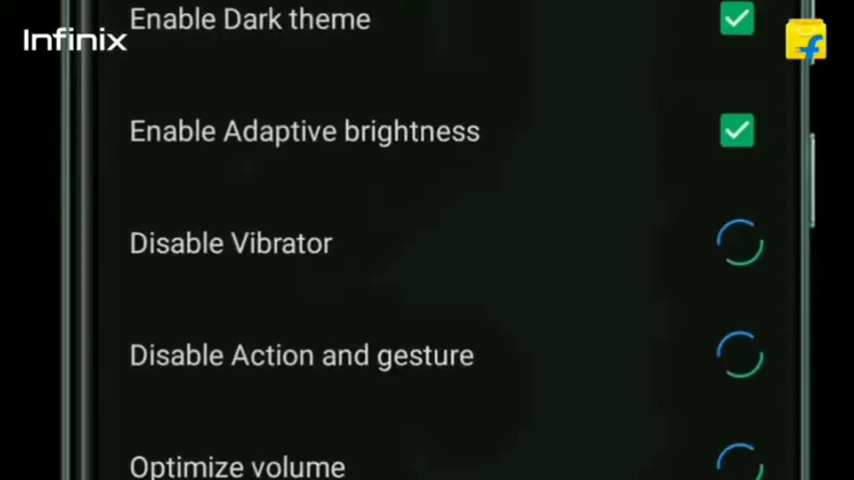 Enable Dark theme
Infinix
Enable Adaptive brightness
Disable Vibrator
Disable Action and gesture
Optimize volume